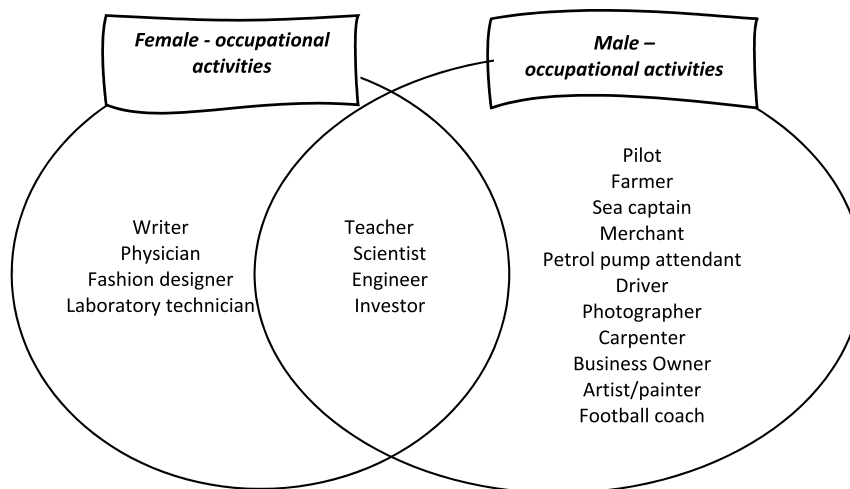 Female - occupational
activities
Male –
occupational activities
Writer
Physician
Fashion designer
Laboratory technician
Teacher
Scientist
Engineer
Investor
Pilot
Farmer
Sea captain
Merchant
Petrol pump attendant
Driver
Photographer
Carpenter
Business Owner
Artist/painter
Football coach